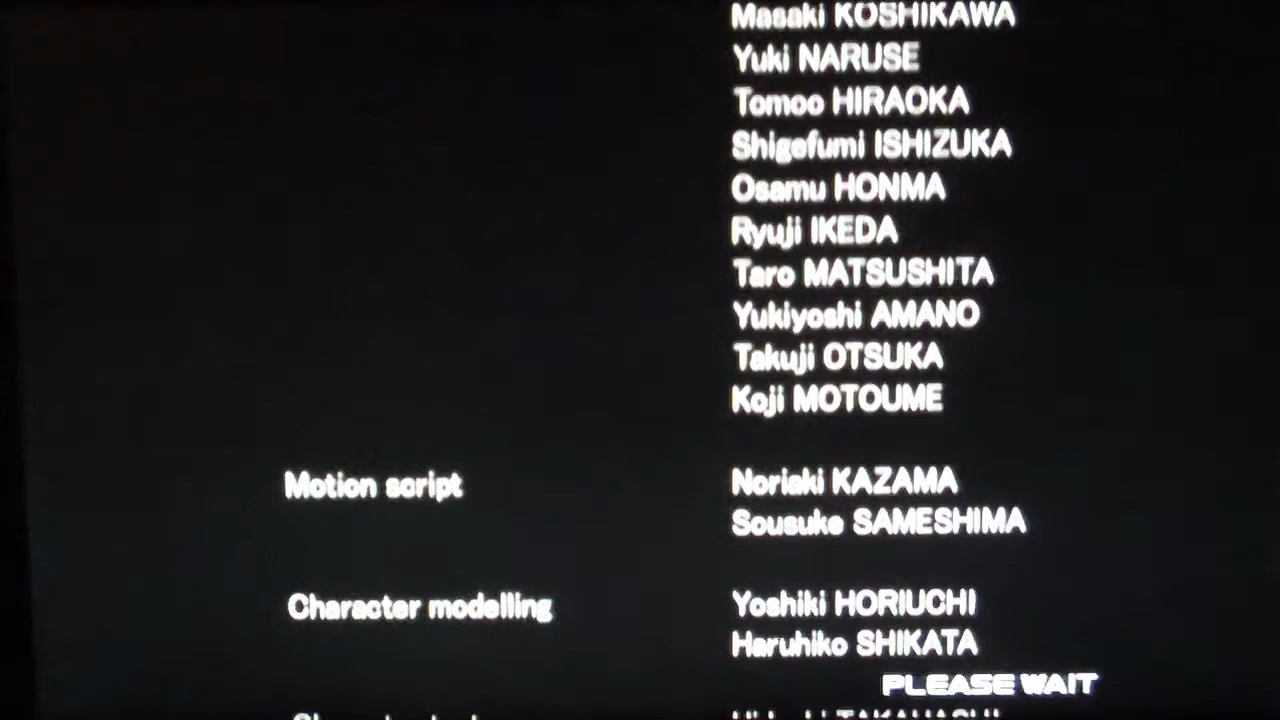 Masaki KOSHIKAWA
Yuki NARUSE
Tomoo HIRAOKA
Shigefumi ISHIZUKA
Osamu HONMA
Ryuji IKEDA
Taro MATSUSHITA
Yukiyoshi AMANO
Takuji OTSUKA
Koji MOTOUME
Motion script Noriaki KAZAMA
Sousuke SAMESHIMA
Character modelling Yoshiki HORIUCHI
Haruhiko SHIKATA
PLEASE WAIT